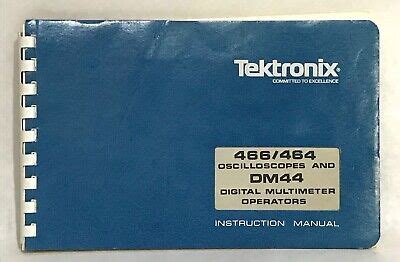 Tektronix®
COMMITTED TO EXCELLENCE
466/464
OSCILLOSCOPES AND
DM44
DIGITAL MULTIMETER
OPERATORS
INSTRUCTION MANUAL